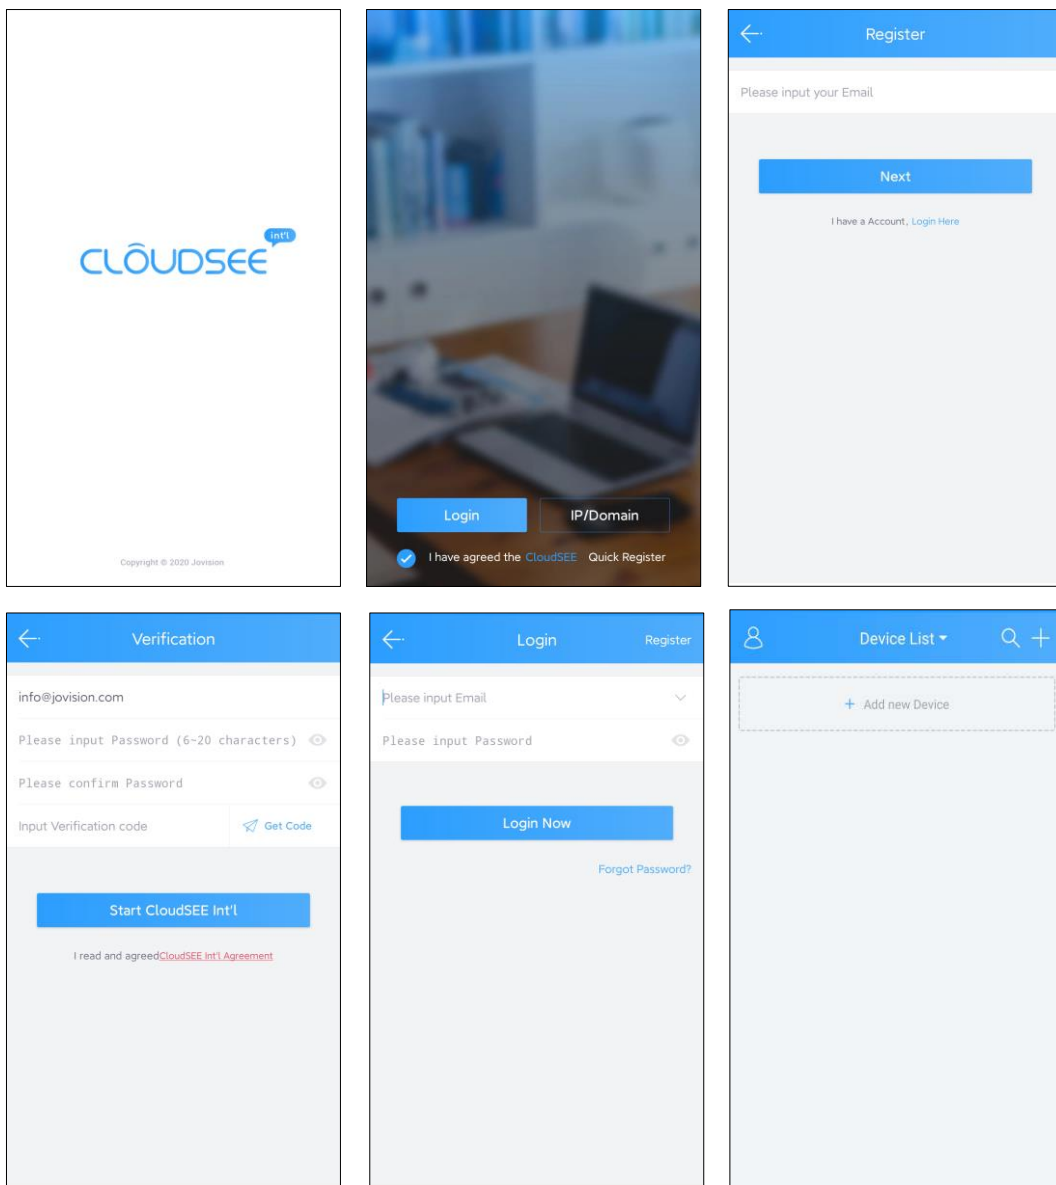 int'l
CLÔUDSEE
Copyright © 2020 Jovision
Login
IP/Domain
I have agreed the CloudSEE Quick Register
Register
Please input your Email
Next
I have a Account, Login Here
Verification
info@jovision.com
Please input Password (6~20 characters)
Please confirm Password
Input Verification code
Get Code
Start CloudSEE Int'l
I read and agreedCloudSEE Int'l Agreement
Login
Register
Please input Email
Please input Password
Login Now
Forgot Password?
Device List
+ Add new Device